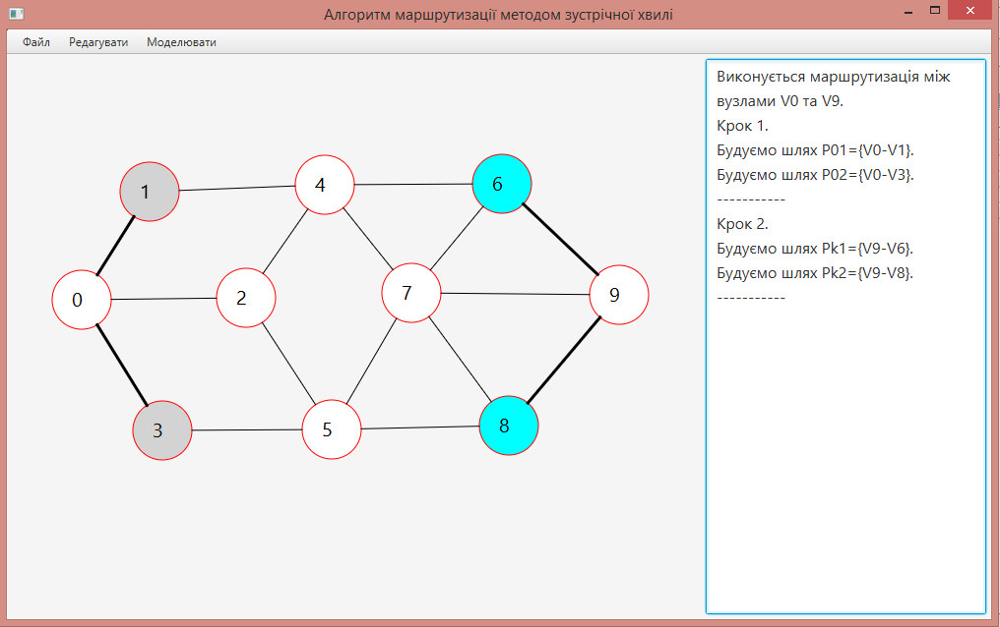 Алгоритм маршрутизації методом зустрічної хвилі
Файл Редагувати Моделювати
1
4
6
0
2
7
9
3
5
8
Виконується маршрутизація між
вузлами V0 та V9.
Крок 1.
Будуємо шлях P01={V0-V1}.
Будуємо шлях P02={V0-V3}.
-----------
Крок 2.
Будуємо шлях Pk1={V9-V6}.
Будуємо шлях Pk2={V9-V8}.
-----------